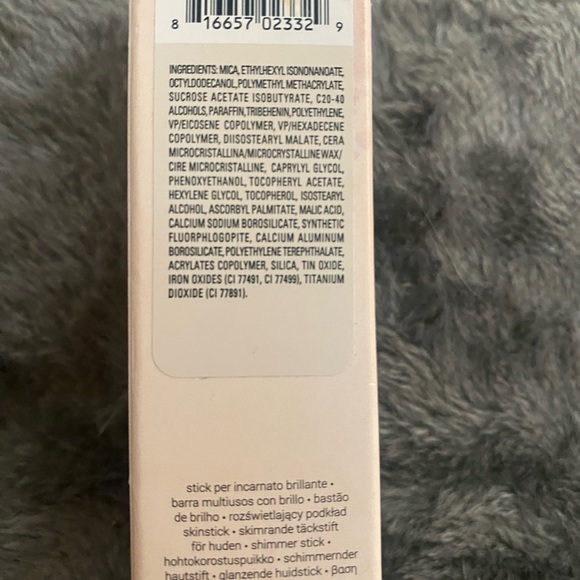 8 16657 02332 9
INGREDIENTS: MICA, ETHYLHEXYL ISONONANOATE,
OCTYLDODECANOL, POLYMETHYL METHACRYLATE,
SUCROSE ACETATE ISOBUTYRATE, C20-40
ALCOHOLS, PARAFFIN, TRIBEHENIN, POLYETHYLENE,
VP/EICOSENE COPOLYMER, VP/HEXADECENE
COPOLYMER, DIISOSTEARYL MALATE, CERA
MICROCRISTALLINA/MICROCRYSTALLINE WAX/
CIRE MICROCRISTALLINE, CAPRYLYL GLYCOL,
PHENOXYETHANOL, TOCOPHERYL ACETATE,
HEXYLENE GLYCOL, TOCOPHEROL, ISOSTEARYL
ALCOHOL, ASCORBYL PALMITATE, MALIC ACID,
CALCIUM SODIUM BOROSILICATE, SYNTHETIC
FLUORPHLOGOPITE, CALCIUM ALUMINUM
BOROSILICATE, POLYETHYLENE TEREPHTHALATE,
ACRYLATES COPOLYMER, SILICA, TIN OXIDE,
IRON OXIDES (CI 77491, CI 77499), TITANIUM
DIOXIDE (CI 77891).
stick per incarnato brillante •
barra multiusos con brillo • bastão
de brilho • rozświetlający podkład
skinstick • skimrande täckstift
för huden • shimmer stick •
hohtokorostuspuikko • schimmernder
hautstift • glanzende huidstick • βαση